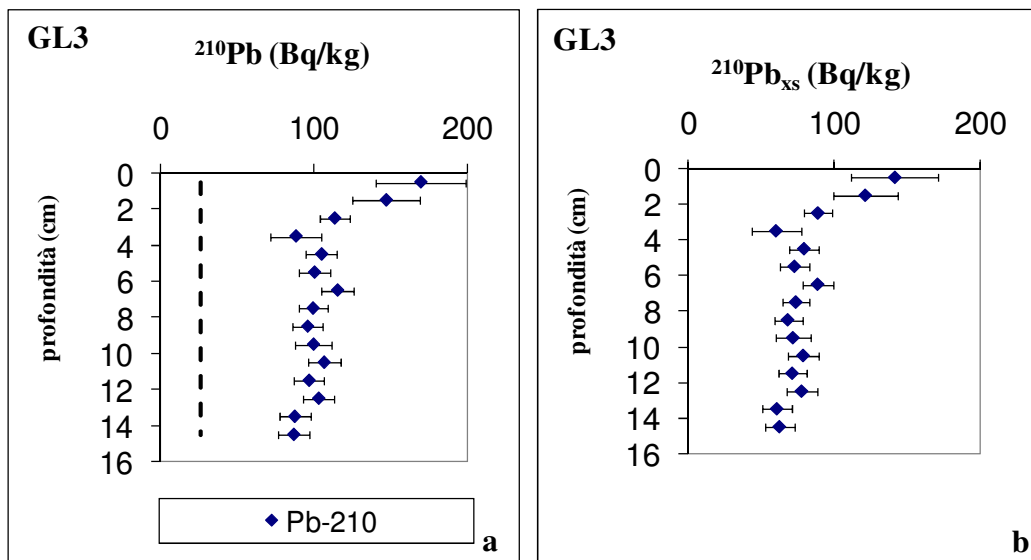 GL3
²¹⁰Pb (Bq/kg)
0 100 200
profondità (cm)
0
2
4
6
8
10
12
14
16
Pb-210
a
GL3
²¹⁰Pbₓₛ (Bq/kg)
0 100 200
profondità (cm)
0
2
4
6
8
10
12
14
16
b